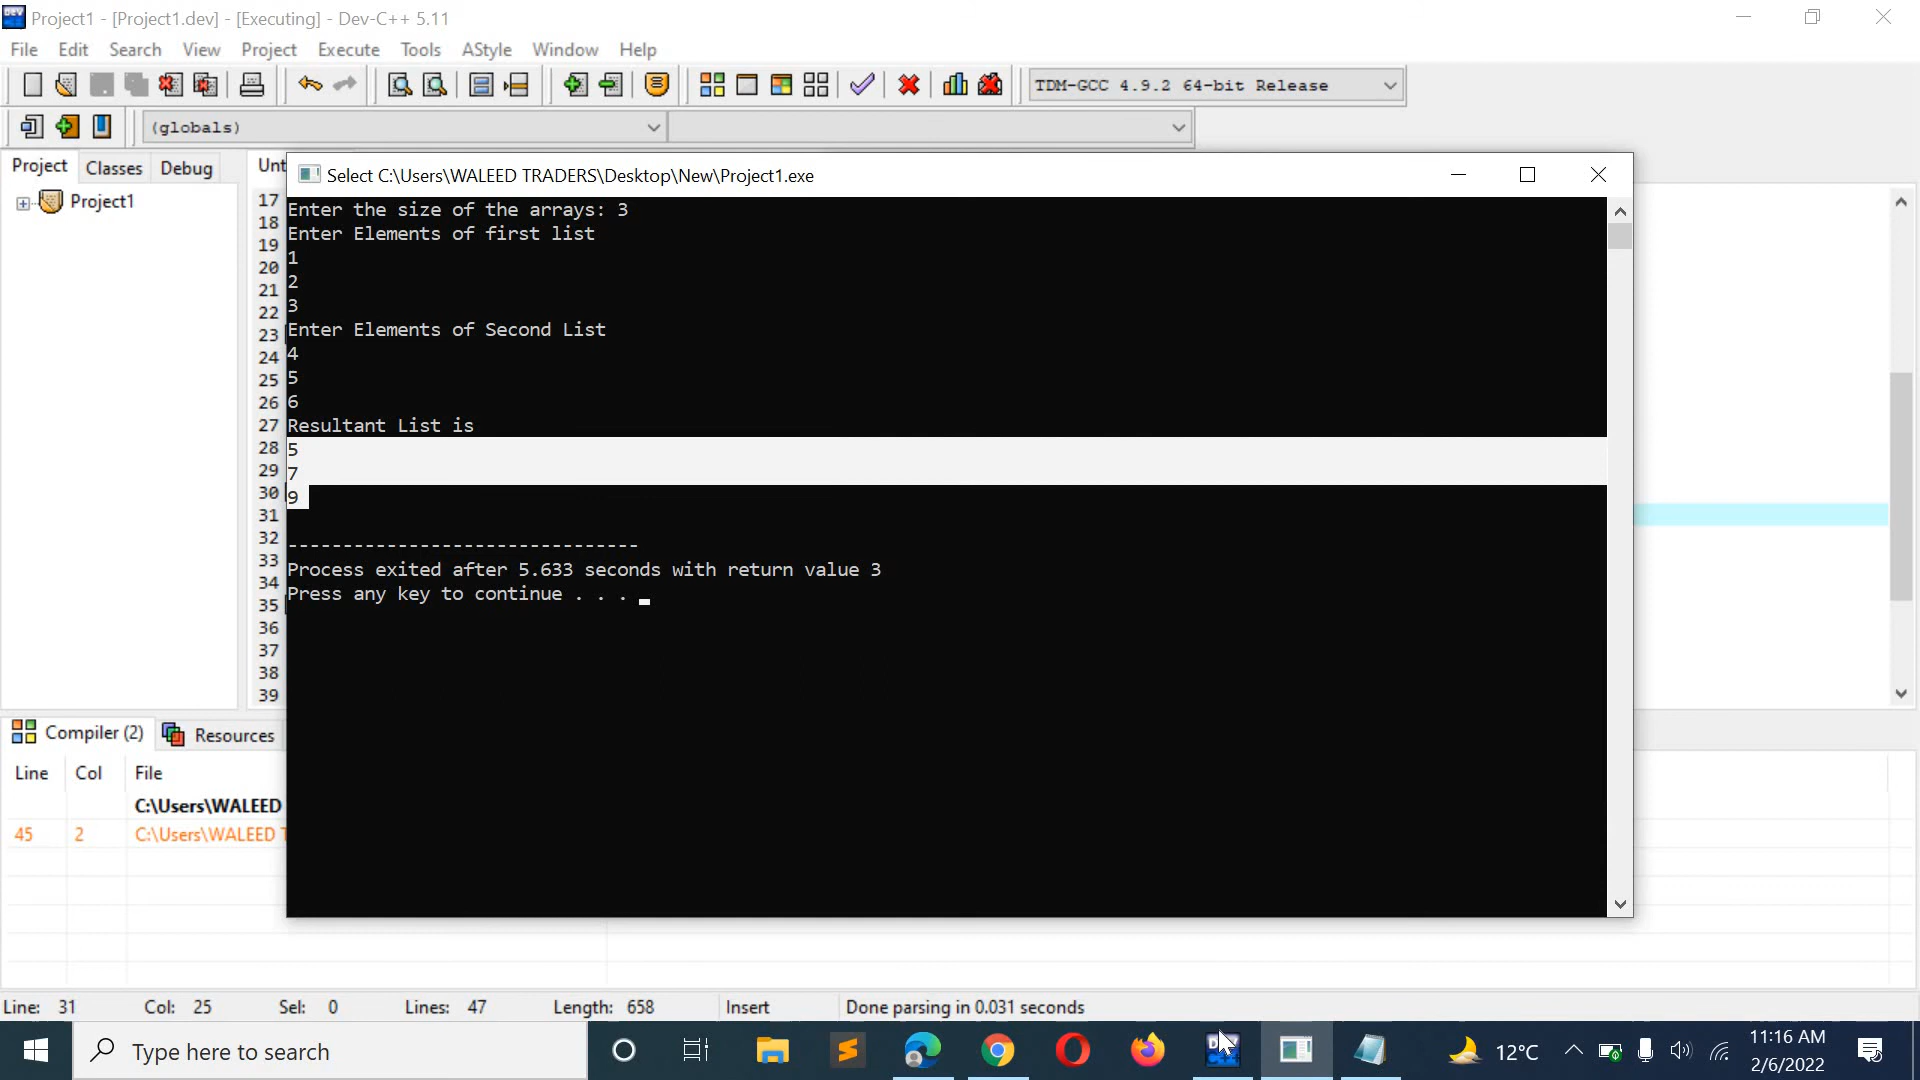 Project1 - [Project1.dev] - [Executing] - Dev-C++ 5.11
File Edit Search View Project Execute Tools AStyle Window Help
TDM-GCC 4.9.2 64-bit Release
(globals)
Project Classes Debug Unt
Project1
Select C:\Users\WALEED TRADERS\Desktop\New\Project1.exe
17
18
19
20
21
22
23
24
25
26
27
28
29
30
31
32
33
34
35
36
37
38
39
Enter the size of the arrays: 3
Enter Elements of first list
1
2
3
Enter Elements of Second List
4
5
6
Resultant List is
5
7
9
--------------------------------
Process exited after 5.633 seconds with return value 3
Press any key to continue . . .
Compiler (2) Resources
Line Col File
C:\Users\WALEED
45 2 C:\Users\WALEED T
Line: 31 Col: 25 Sel: 0 Lines: 47 Length: 658 Insert Done parsing in 0.031 seconds
Type here to search
12°C
11:16 AM
2/6/2022